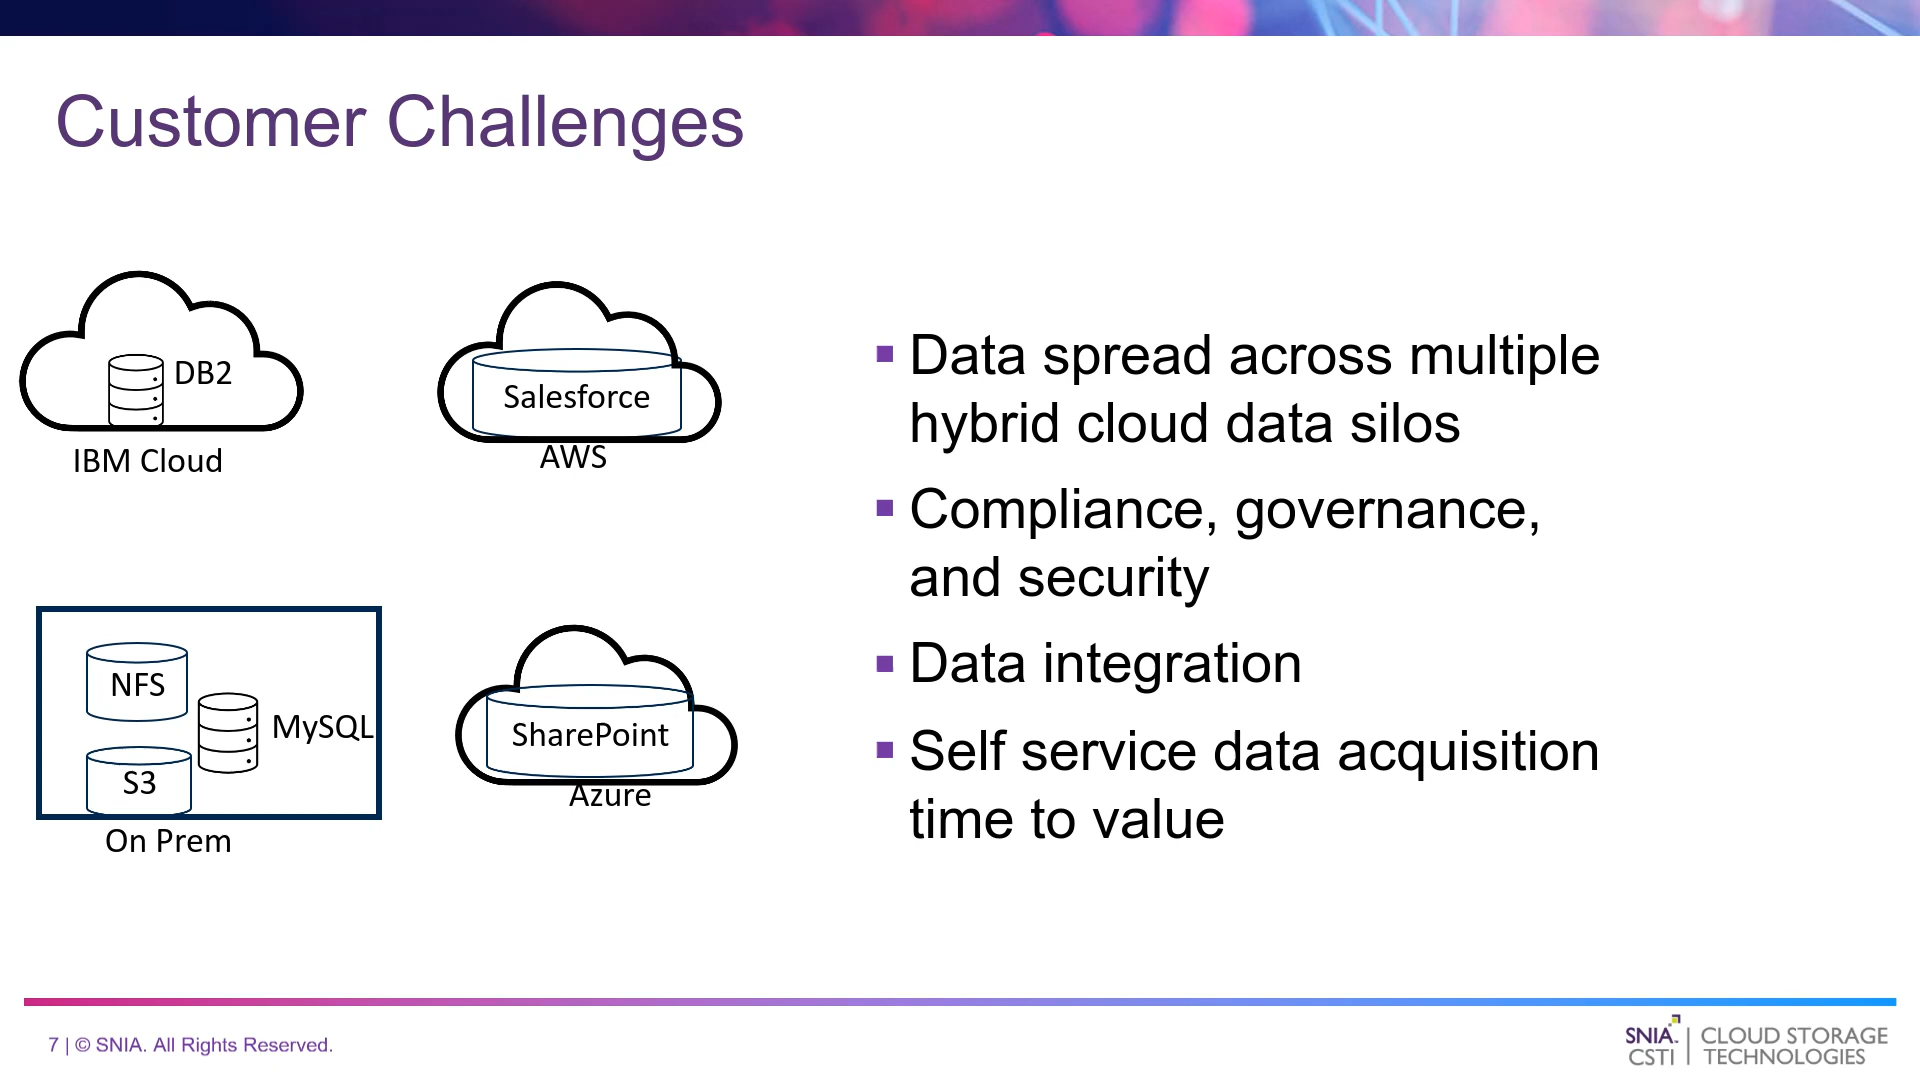 Customer Challenges
DB2
IBM Cloud
Salesforce
AWS
NFS
MySQL
S3
On Prem
SharePoint
Azure
▪ Data spread across multiple
hybrid cloud data silos
▪ Compliance, governance,
and security
▪ Data integration
▪ Self service data acquisition
time to value
7 | © SNIA. All Rights Reserved.
SNIA. | CLOUD STORAGE
CSTI | TECHNOLOGIES